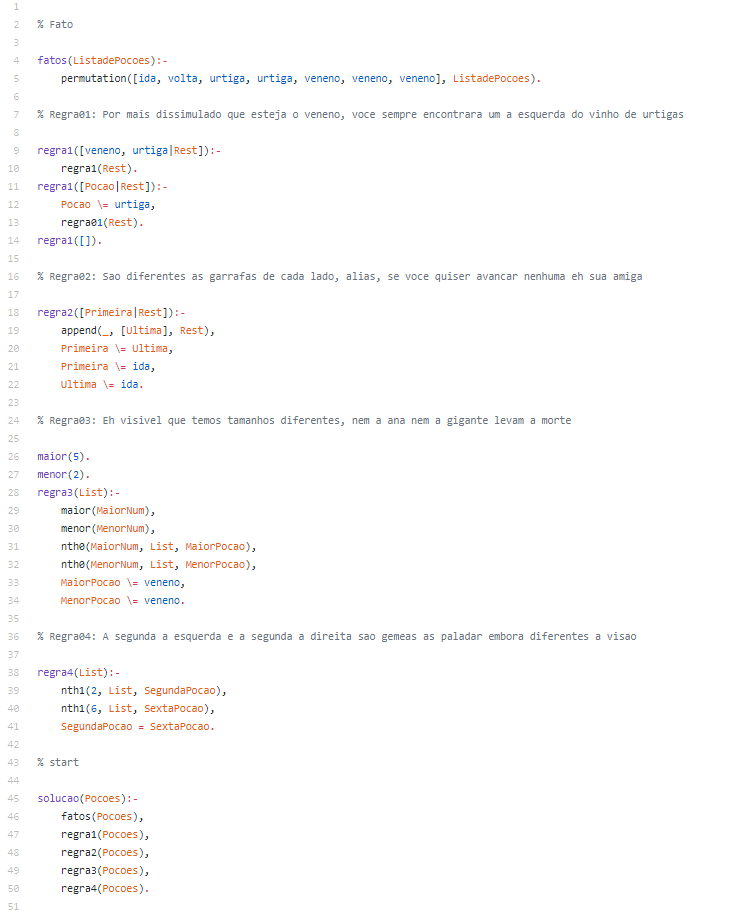 1
2 % Fato
3
4 fatos(ListadePocoes):-
5 permutation([ida, volta, urtiga, urtiga, veneno, veneno, veneno], ListadePocoes).
6
7 % Regra01: Por mais dissimulado que esteja o veneno, voce sempre encontrara um a esquerda do vinho de urtigas
8
9 regra1([veneno, urtiga|Rest]):-
10 regra1(Rest).
11 regra1([Pocao|Rest]):-
12 Pocao \= urtiga,
13 regra01(Rest).
14 regra1([]).
15
16 % Regra02: Sao diferentes as garrafas de cada lado, alias, se voce quiser avancar nenhuma eh sua amiga
17
18 regra2([Primeira|Rest]):-
19 append(_, [Ultima], Rest),
20 Primeira \= Ultima,
21 Primeira \= ida,
22 Ultima \= ida.
23
24 % Regra03: Eh visivel que temos tamanhos diferentes, nem a ana nem a gigante levam a morte
25
26 maior(5).
27 menor(2).
28 regra3(List):-
29 maior(MaiorNum),
30 menor(MenorNum),
31 nth0(MaiorNum, List, MaiorPocao),
32 nth0(MenorNum, List, MenorPocao),
33 MaiorPocao \= veneno,
34 MenorPocao \= veneno.
35
36 % Regra04: A segunda a esquerda e a segunda a direita sao gemeas as paladar embora diferentes a visao
37
38 regra4(List):-
39 nth1(2, List, SegundaPocao),
40 nth1(6, List, SextaPocao),
41 SegundaPocao = SextaPocao.
42
43 % start
44
45 solucao(Pocoes):-
46 fatos(Pocoes),
47 regra1(Pocoes),
48 regra2(Pocoes),
49 regra3(Pocoes),
50 regra4(Pocoes).
51